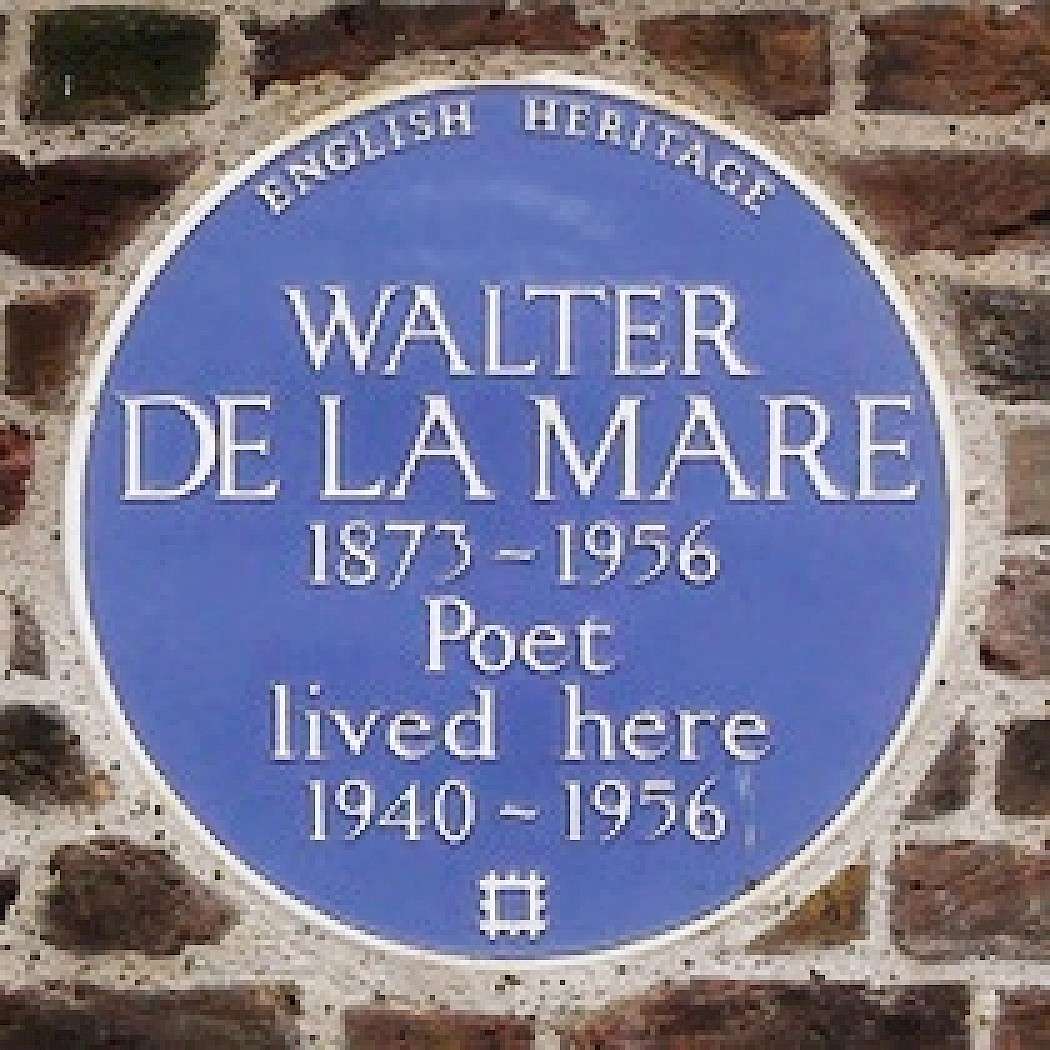 ENGLISH HERITAGE
WALTER
DE LA MARE
1873 - 1956
Poet
lived here
1940 - 1956